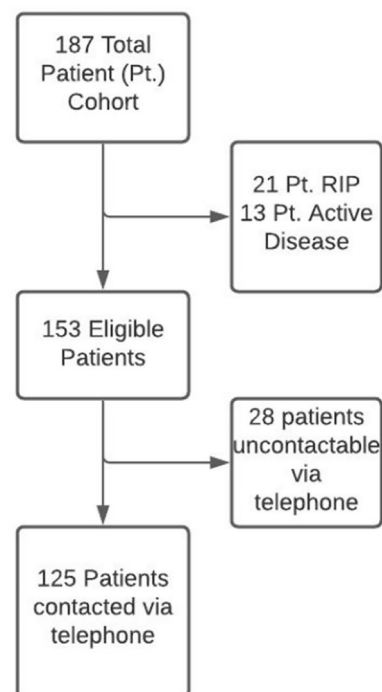 187 Total
Patient (Pt.)
Cohort
21 Pt. RIP
13 Pt. Active
Disease
153 Eligible
Patients
28 patients
uncontactable
via
telephone
125 Patients
contacted via
telephone